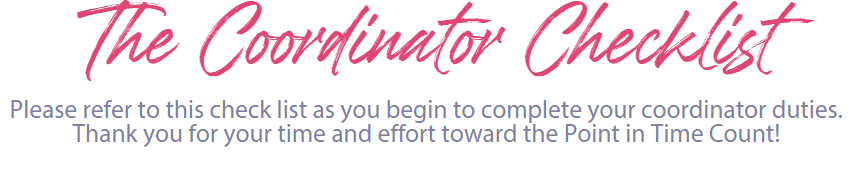 The Coordinator Checklist
Please refer to this check list as you begin to complete your coordinator duties.
Thank you for your time and effort toward the Point in Time Count!